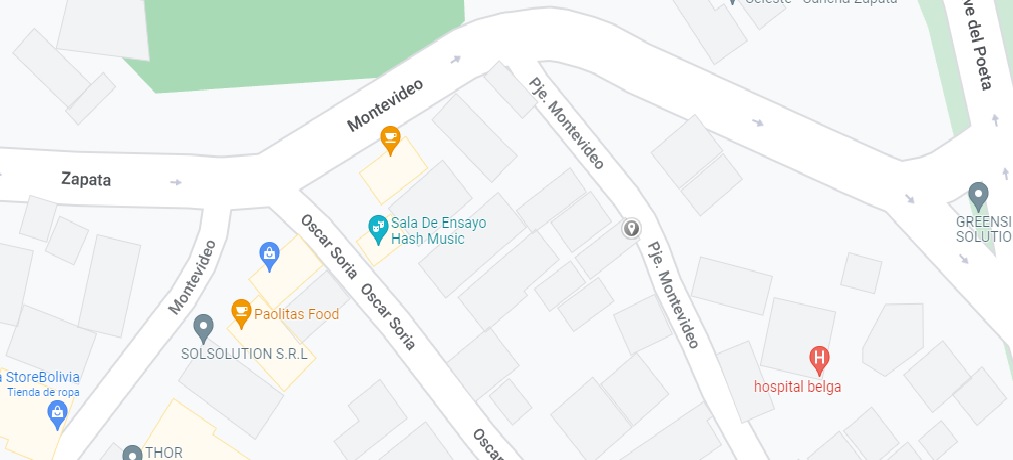 Celeste - Cancha Zapata
ve del Poeta
Montevideo
Pje. Montevideo
Zapata
Sala De Ensayo
Hash Music
GREENSI
SOLUTIO
Oscar Soria
Oscar Soria
Montevideo
Pje. Montevideo
Paolitas Food
SOLSOLUTION S.R.L
H
hospital belga
a StoreBolivia
Tienda de ropa
Oscar
THOR